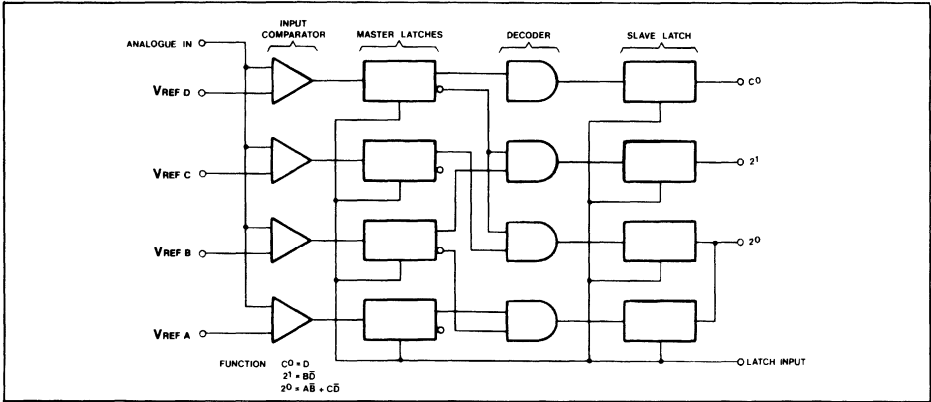 INPUT COMPARATOR
MASTER LATCHES
DECODER
SLAVE LATCH
ANALOGUE IN
VREF D
C⁰
VREF C
2¹
VREF B
2⁰
VREF A
LATCH INPUT
FUNCTION C⁰ = D
2¹ = BD̅
2⁰ = AB̅ + CD̅